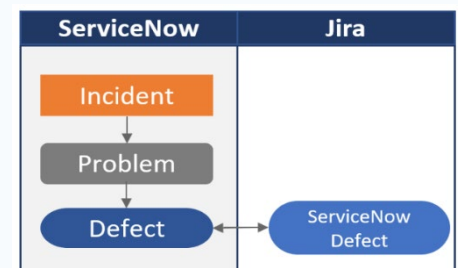 ServiceNow
Jira
Incident
Problem
Defect
ServiceNow
Defect